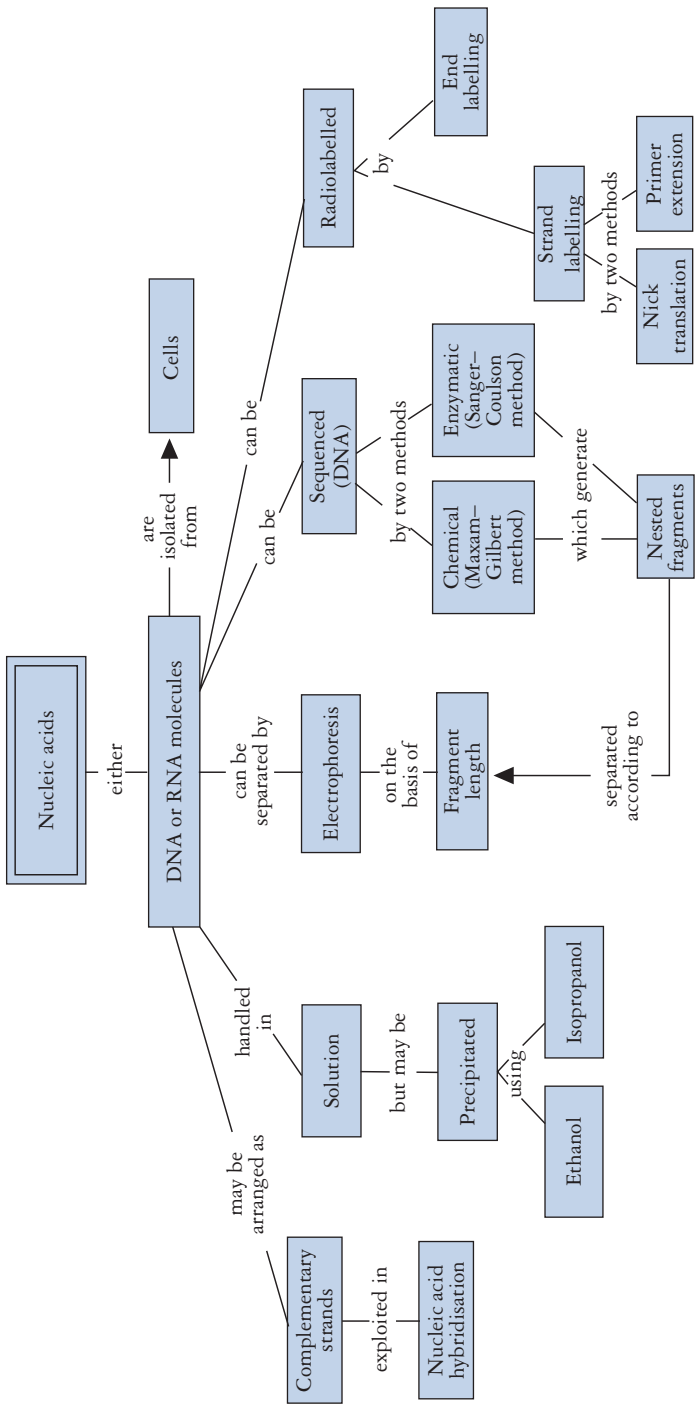 Nucleic acids
either
DNA or RNA molecules
are
isolated
from
Cells
may be
arranged as
Complementary
strands
exploited in
Nucleic acid
hybridisation
handled
in
Solution
but may be
Precipitated
using
Ethanol
Isopropanol
can be
separated by
Electrophoresis
on the
basis of
Fragment
length
can be
Sequenced
(DNA)
by two methods
Chemical
(Maxam–
Gilbert
method)
Enzymatic
(Sanger–
Coulson
method)
which generate
Nested
fragments
separated
according to
can be
Radiolabelled
by
Strand
labelling
End
labelling
by two methods
Nick
translation
Primer
extension